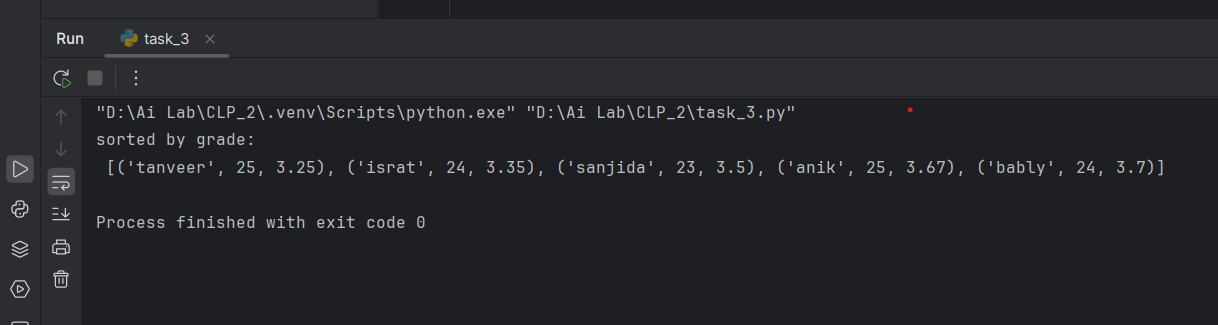 Run task_3
"D:\Ai Lab\CLP_2\.venv\Scripts\python.exe" "D:\Ai Lab\CLP_2\task_3.py"
sorted by grade:
 [('tanveer', 25, 3.25), ('israt', 24, 3.35), ('sanjida', 23, 3.5), ('anik', 25, 3.67), ('bably', 24, 3.7)]
Process finished with exit code 0